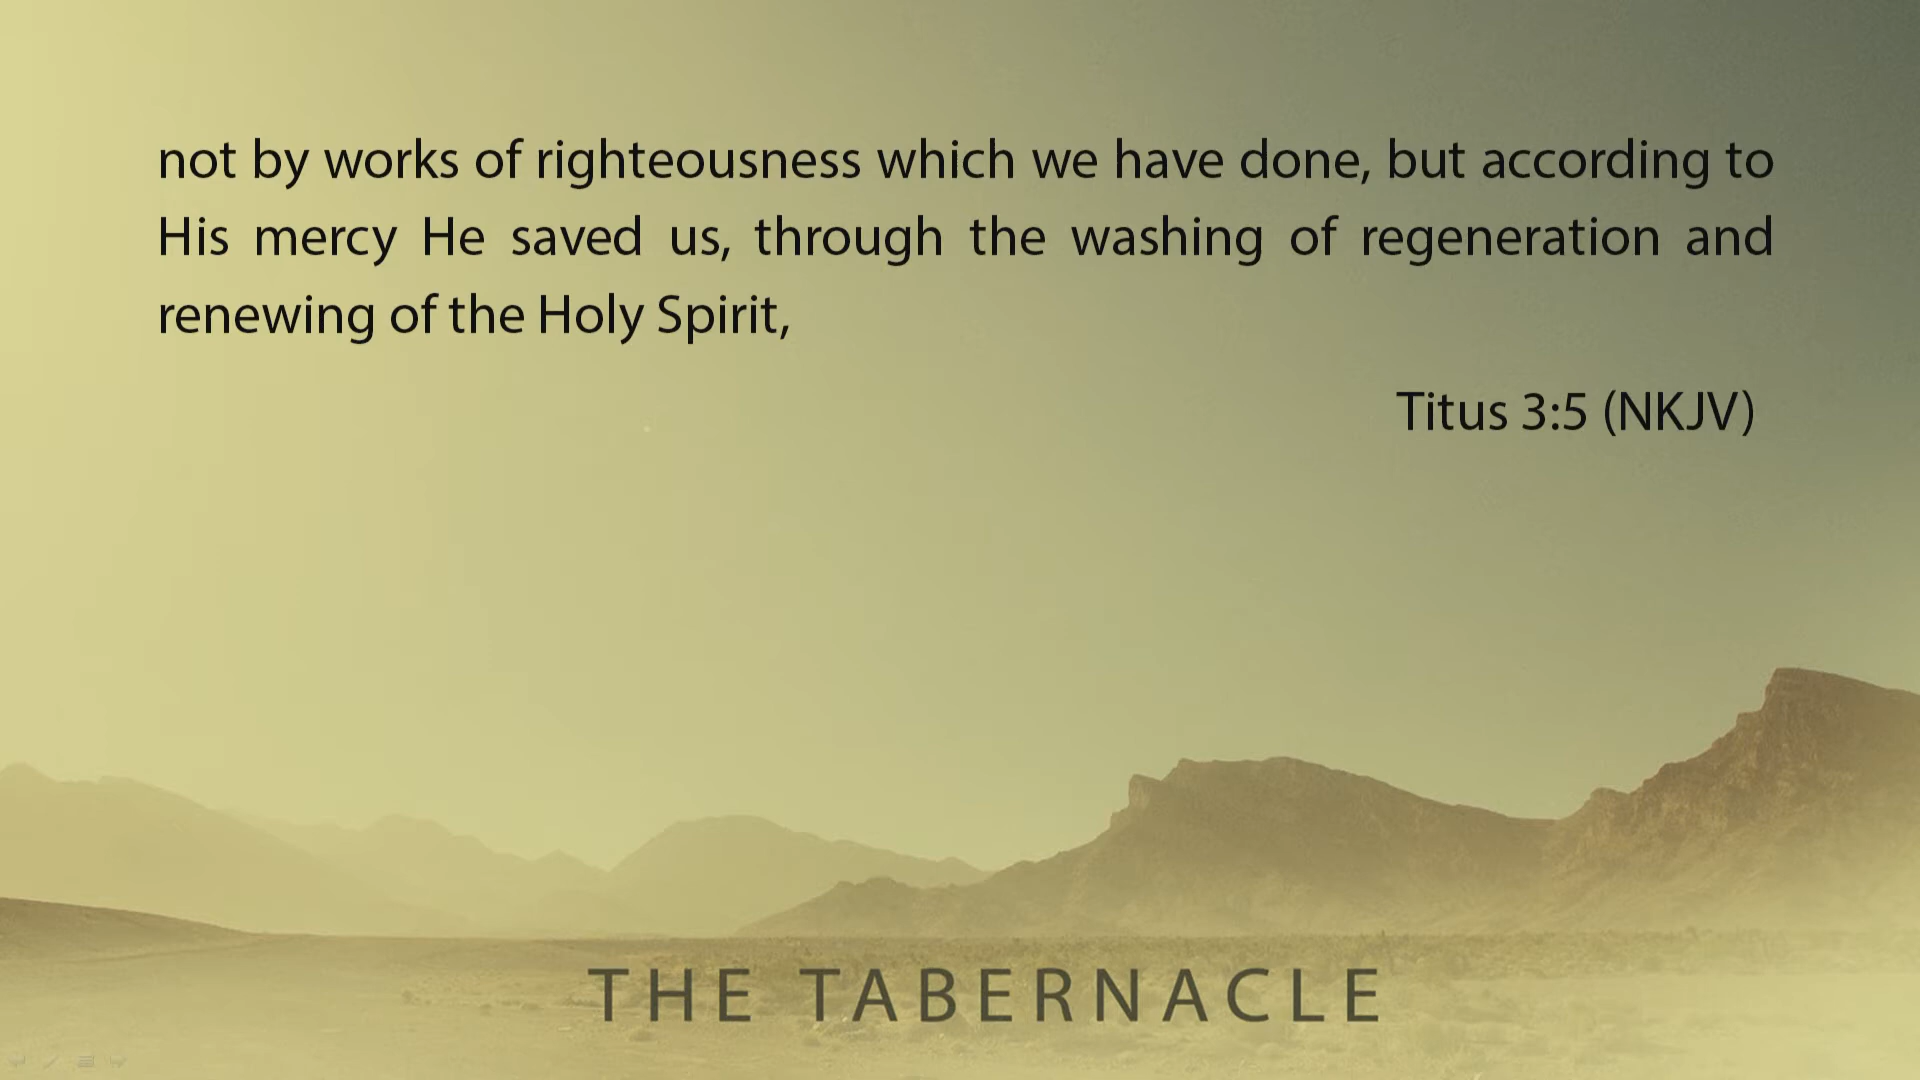 not by works of righteousness which we have done, but according to
His mercy He saved us, through the washing of regeneration and
renewing of the Holy Spirit,
Titus 3:5 (NKJV)
THE TABERNACLE